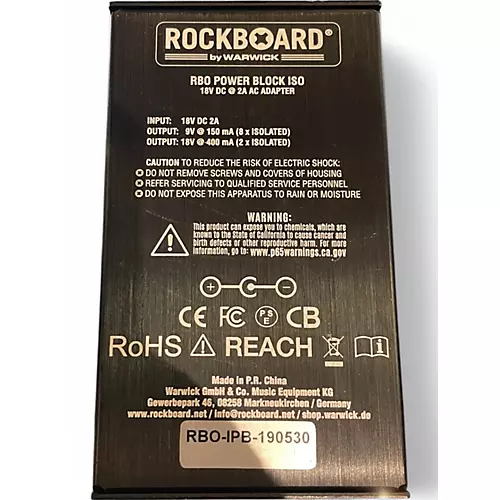 ROCKBOARD®
by WARWICK
RBO POWER BLOCK ISO
18V DC @ 2A AC ADAPTER
INPUT: 18V DC 2A
OUTPUT: 9V @ 150 mA (8 x ISOLATED)
OUTPUT: 18V @ 400 mA (2 x ISOLATED)
CAUTION TO REDUCE THE RISK OF ELECTRIC SHOCK:
DO NOT REMOVE SCREWS AND COVERS OF HOUSING
REFER SERVICING TO QUALIFIED SERVICE PERSONNEL
DO NOT EXPOSE THIS APPARATUS TO RAIN OR MOISTURE
WARNING:
This product can expose you to chemicals, which are
known to the State of California to cause cancer and
birth defects or other reproductive harm. For more
information, go to: www.p65warnings.ca.gov
CE FC PSE CB
RoHS REACH
Made in P.R. China
Warwick GmbH & Co. Music Equipment KG
Gewerbepark 46, 08258 Markneukirchen / Germany
www.rockboard.net / info@rockboard.net / shop.warwick.de
RBO-IPB-190530